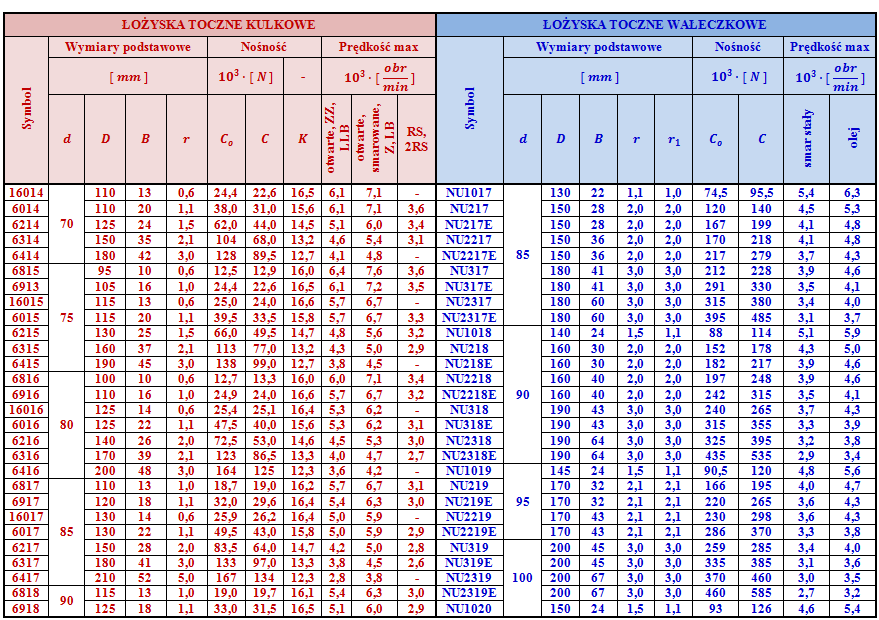 ŁOŻYSKA TOCZNE KULKOWE ŁOŻYSKA TOCZNE WAŁECZKOWE
Symbol Wymiary podstawowe Nośność Prędkość max Symbol Wymiary podstawowe Nośność Prędkość max
[ mm ] 10³ · [ N ] - 10³ · [obr/min] [ mm ] 10³ · [ N ] 10³ · [obr/min]
d D B r Cₒ C K otwarte, ZZ, LLB otwarte, smarowane, Z, LB RS, 2RS d D B r r₁ Cₒ C smar stały olej
16014 70 110 13 0,6 24,4 22,6 16,5 6,1 7,1 - NU1017 85 130 22 1,1 1,0 74,5 95,5 5,4 6,3
6014 110 20 1,1 38,0 31,0 15,6 6,1 7,1 3,6 NU217 150 28 2,0 2,0 120 140 4,5 5,3
6214 125 24 1,5 62,0 44,0 14,5 5,1 6,0 3,4 NU217E 150 28 2,0 2,0 167 199 4,1 4,8
6314 150 35 2,1 104 68,0 13,2 4,6 5,4 3,1 NU2217 150 36 2,0 2,0 170 218 4,1 4,8
6414 180 42 3,0 128 89,5 12,7 4,1 4,8 - NU2217E 150 36 2,0 2,0 217 279 3,7 4,3
6815 75 95 10 0,6 12,5 12,9 16,0 6,4 7,6 3,6 NU317 180 41 3,0 3,0 212 228 3,9 4,6
6913 105 16 1,0 24,4 22,6 16,5 6,1 7,2 3,5 NU317E 180 41 3,0 3,0 291 330 3,5 4,1
16015 115 13 0,6 25,0 24,0 16,6 5,7 6,7 - NU2317 180 60 3,0 3,0 315 380 3,4 4,0
6015 115 20 1,1 39,5 33,5 15,8 5,7 6,7 3,3 NU2317E 180 60 3,0 3,0 395 485 3,1 3,7
6215 130 25 1,5 66,0 49,5 14,7 4,8 5,6 3,2 NU1018 90 140 24 1,5 1,1 88 114 5,1 5,9
6315 160 37 2,1 113 77,0 13,2 4,3 5,0 2,9 NU218 160 30 2,0 2,0 152 178 4,3 5,0
6415 190 45 3,0 138 99,0 12,7 3,8 4,5 - NU218E 160 30 2,0 2,0 182 217 3,9 4,6
6816 80 100 10 0,6 12,7 13,3 16,0 6,0 7,1 3,4 NU2218 160 40 2,0 2,0 197 248 3,9 4,6
6916 110 16 1,0 24,9 24,0 16,6 5,7 6,7 3,2 NU2218E 160 40 2,0 2,0 242 315 3,5 4,1
16016 125 14 0,6 25,4 25,1 16,4 5,3 6,2 - NU318 190 43 3,0 3,0 240 265 3,7 4,3
6016 125 22 1,1 47,5 40,0 15,6 5,3 6,2 3,1 NU318E 190 43 3,0 3,0 315 355 3,3 3,9
6216 140 26 2,0 72,5 53,0 14,6 4,5 5,3 3,0 NU2318 190 64 3,0 3,0 325 395 3,2 3,8
6316 170 39 2,1 123 86,5 13,3 4,0 4,7 2,7 NU2318E 190 64 3,0 3,0 435 535 2,9 3,4
6416 200 48 3,0 164 125 12,3 3,6 4,2 - NU1019 95 145 24 1,5 1,1 90,5 120 4,8 5,6
6817 85 110 13 1,0 18,7 19,0 16,2 5,7 6,7 3,1 NU219 170 32 2,1 2,1 166 195 4,0 4,7
6917 120 18 1,1 32,0 29,6 16,4 5,4 6,3 3,0 NU219E 170 32 2,1 2,1 220 265 3,6 4,3
16017 130 14 0,6 25,9 26,2 16,4 5,0 5,9 - NU2219 170 43 2,1 2,1 230 298 3,6 4,3
6017 130 22 1,1 49,5 43,0 15,8 5,0 5,9 2,9 NU2219E 170 43 2,1 2,1 286 370 3,3 3,8
6217 150 28 2,0 83,5 64,0 14,7 4,2 5,0 2,8 NU319 100 200 45 3,0 3,0 259 285 3,4 4,0
6317 180 41 3,0 133 97,0 13,3 3,8 4,5 2,6 NU319E 200 45 3,0 3,0 335 385 3,1 3,6
6417 210 52 5,0 167 134 12,3 2,8 3,8 - NU2319 200 67 3,0 3,0 370 460 3,0 3,5
6818 90 115 13 1,0 19,0 19,7 16,1 5,4 6,3 3,0 NU2319E 200 67 3,0 3,0 460 585 2,7 3,2
6918 125 18 1,1 33,0 31,5 16,5 5,1 6,0 2,9 NU1020 150 24 1,5 1,1 93 126 4,6 5,4